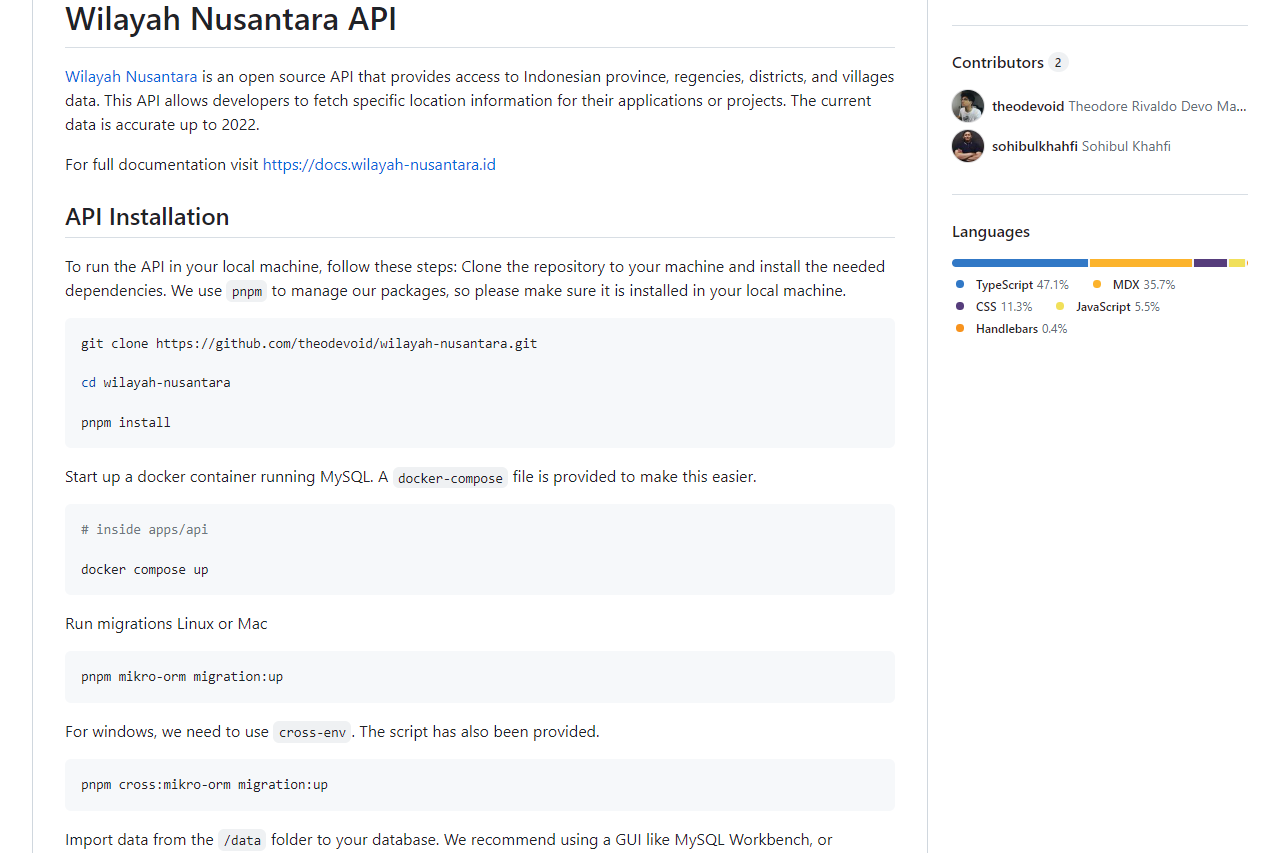 Wilayah Nusantara API
Wilayah Nusantara is an open source API that provides access to Indonesian province, regencies, districts, and villages
data. This API allows developers to fetch specific location information for their applications or projects. The current
data is accurate up to 2022.
For full documentation visit https://docs.wilayah-nusantara.id
API Installation
To run the API in your local machine, follow these steps: Clone the repository to your machine and install the needed
dependencies. We use pnpm to manage our packages, so please make sure it is installed in your local machine.
git clone https://github.com/theodevoid/wilayah-nusantara.git
cd wilayah-nusantara
pnpm install
Start up a docker container running MySQL. A docker-compose file is provided to make this easier.
# inside apps/api
docker compose up
Run migrations Linux or Mac
pnpm mikro-orm migration:up
For windows, we need to use cross-env. The script has also been provided.
pnpm cross:mikro-orm migration:up
Import data from the /data folder to your database. We recommend using a GUI like MySQL Workbench, or
Contributors 2
theodevoid Theodore Rivaldo Devo Ma...
sohibulkhahfi Sohibul Khahfi
Languages
TypeScript 47.1% MDX 35.7%
CSS 11.3% JavaScript 5.5%
Handlebars 0.4%